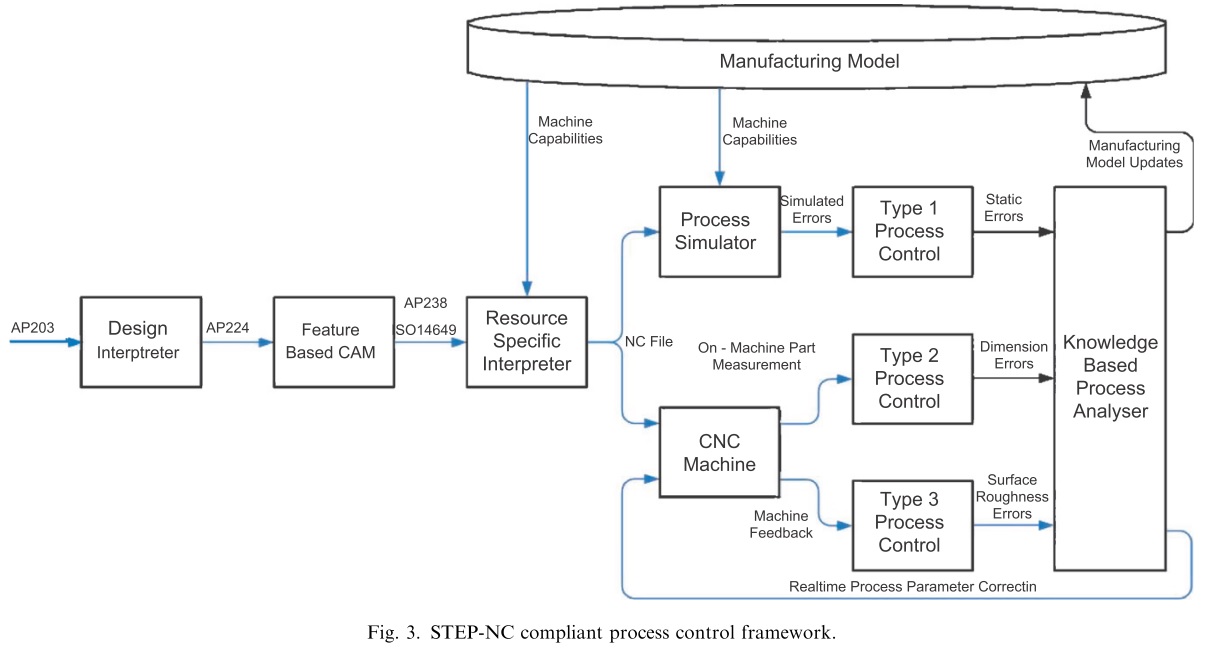 Manufacturing Model
Machine
Capabilities
Machine
Capabilities
Manufacturing
Model Updates
Process
Simulator
Simulated
Errors
Type 1
Process
Control
Static
Errors
AP203
Design
Interptreter
AP224
Feature
Based CAM
AP238
SO14649
Resource
Specific
Interpreter
NC File
On - Machine Part
Measurement
Type 2
Process
Control
Dimension
Errors
Knowledge
Based
Process
Analyser
CNC
Machine
Machine
Feedback
Type 3
Process
Control
Surface
Roughness
Errors
Realtime Process Parameter Correctin
Fig. 3. STEP-NC compliant process control framework.